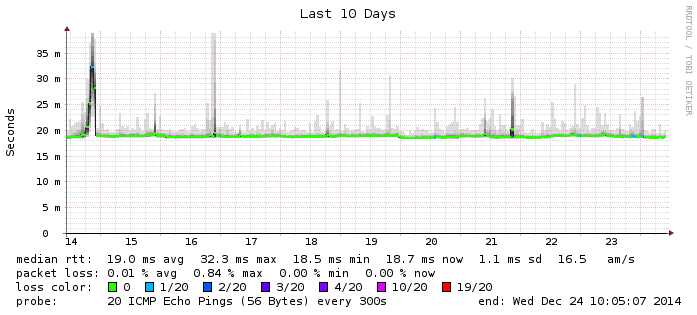 Last 10 Days
RRDTOOL / TOBI OETIKER
Seconds
35 m
30 m
25 m
20 m
15 m
10 m
5 m
0
14 15 16 17 18 19 20 21 22 23
median rtt: 19.0 ms avg 32.3 ms max 18.5 ms min 18.7 ms now 1.1 ms sd 16.5 am/s
packet loss: 0.01 % avg 0.84 % max 0.00 % min 0.00 % now
loss color: 0 1/20 2/20 3/20 4/20 10/20 19/20
probe: 20 ICMP Echo Pings (56 Bytes) every 300s end: Wed Dec 24 10:05:07 2014